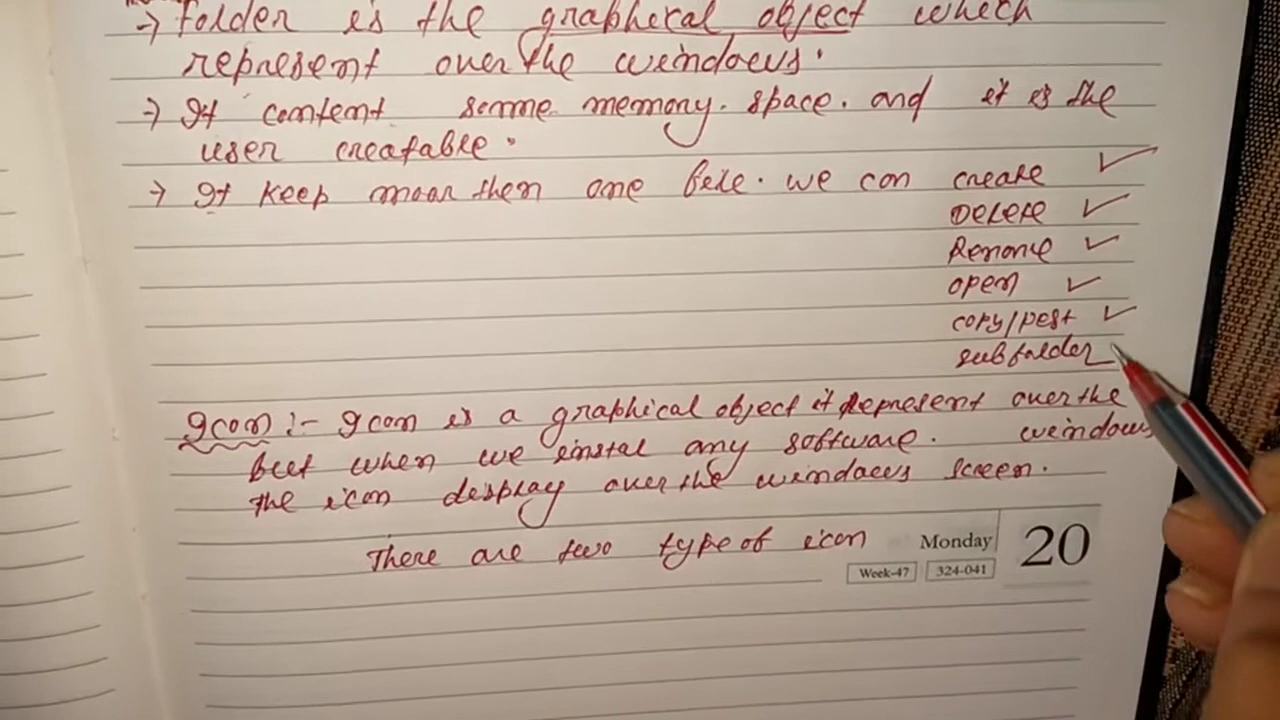 → folder is the graphical object which
represent over the windows.
→ It content some memory. space. and it is the
user creatable.
→ It keep moar then one file. we can create ✓
Delete ✓
Rename ✓
open ✓
copy/pest ✓
subfolder
Icon :- Icon is a graphical object it represent over the
windows
but when we instal any software.
the icon display over the windows screen.
There are two type of icon
Monday 20
Week-47 324-041